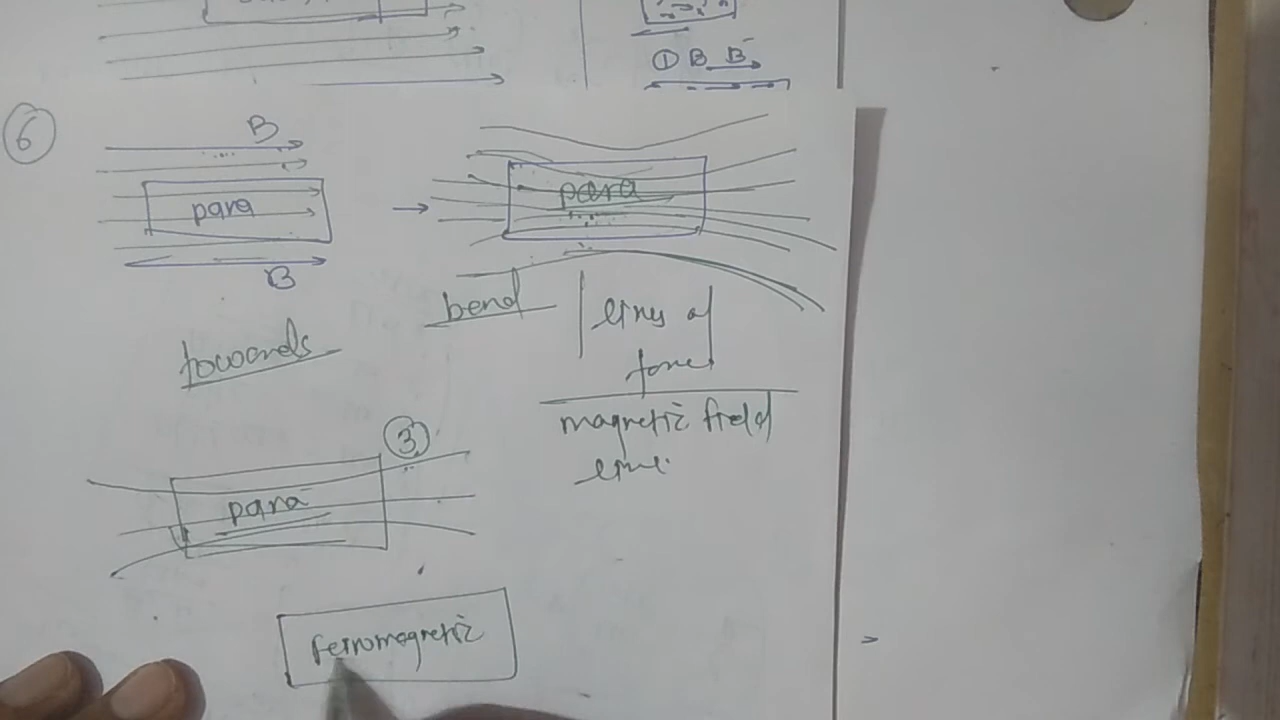 ① B B
6
B
para
para
B
bend
lines of
force
towards
magnetic field
line.
3
para
ferromagnetic